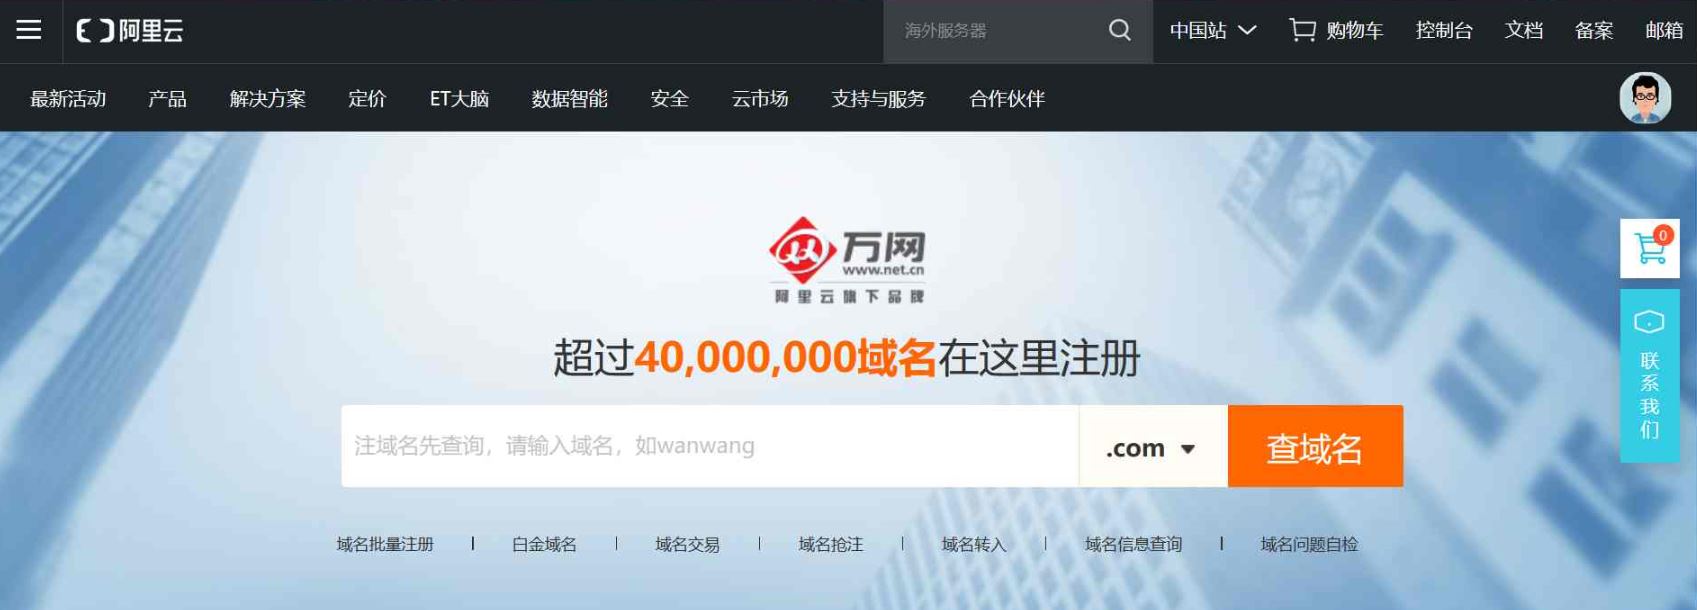 阿里云
海外服务器
中国站
购物车
控制台
文档
备案
邮箱
最新活动
产品
解决方案
定价
ET大脑
数据智能
安全
云市场
支持与服务
合作伙伴
万网
www.net.cn
阿里云旗下品牌
0
联系我们
超过40,000,000域名在这里注册
注域名先查询，请输入域名，如wanwang
.com
查域名
域名批量注册
白金域名
域名交易
域名抢注
域名转入
域名信息查询
域名问题自检